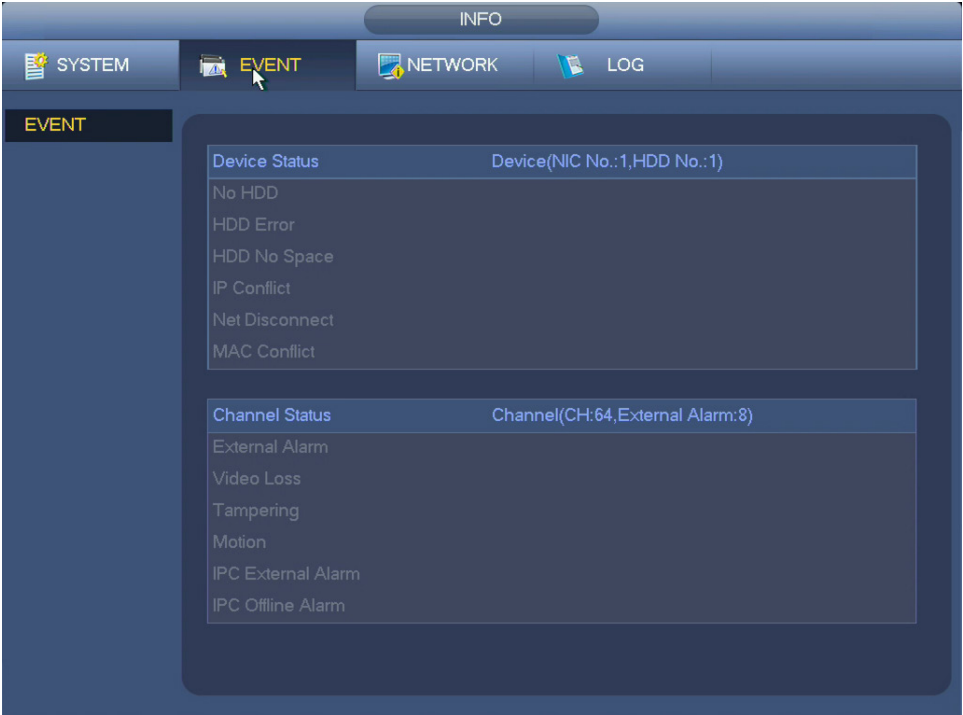 INFO
SYSTEM EVENT NETWORK LOG
EVENT
Device Status Device(NIC No.:1,HDD No.:1)
No HDD
HDD Error
HDD No Space
IP Conflict
Net Disconnect
MAC Conflict
Channel Status Channel(CH:64,External Alarm:8)
External Alarm
Video Loss
Tampering
Motion
IPC External Alarm
IPC Offline Alarm